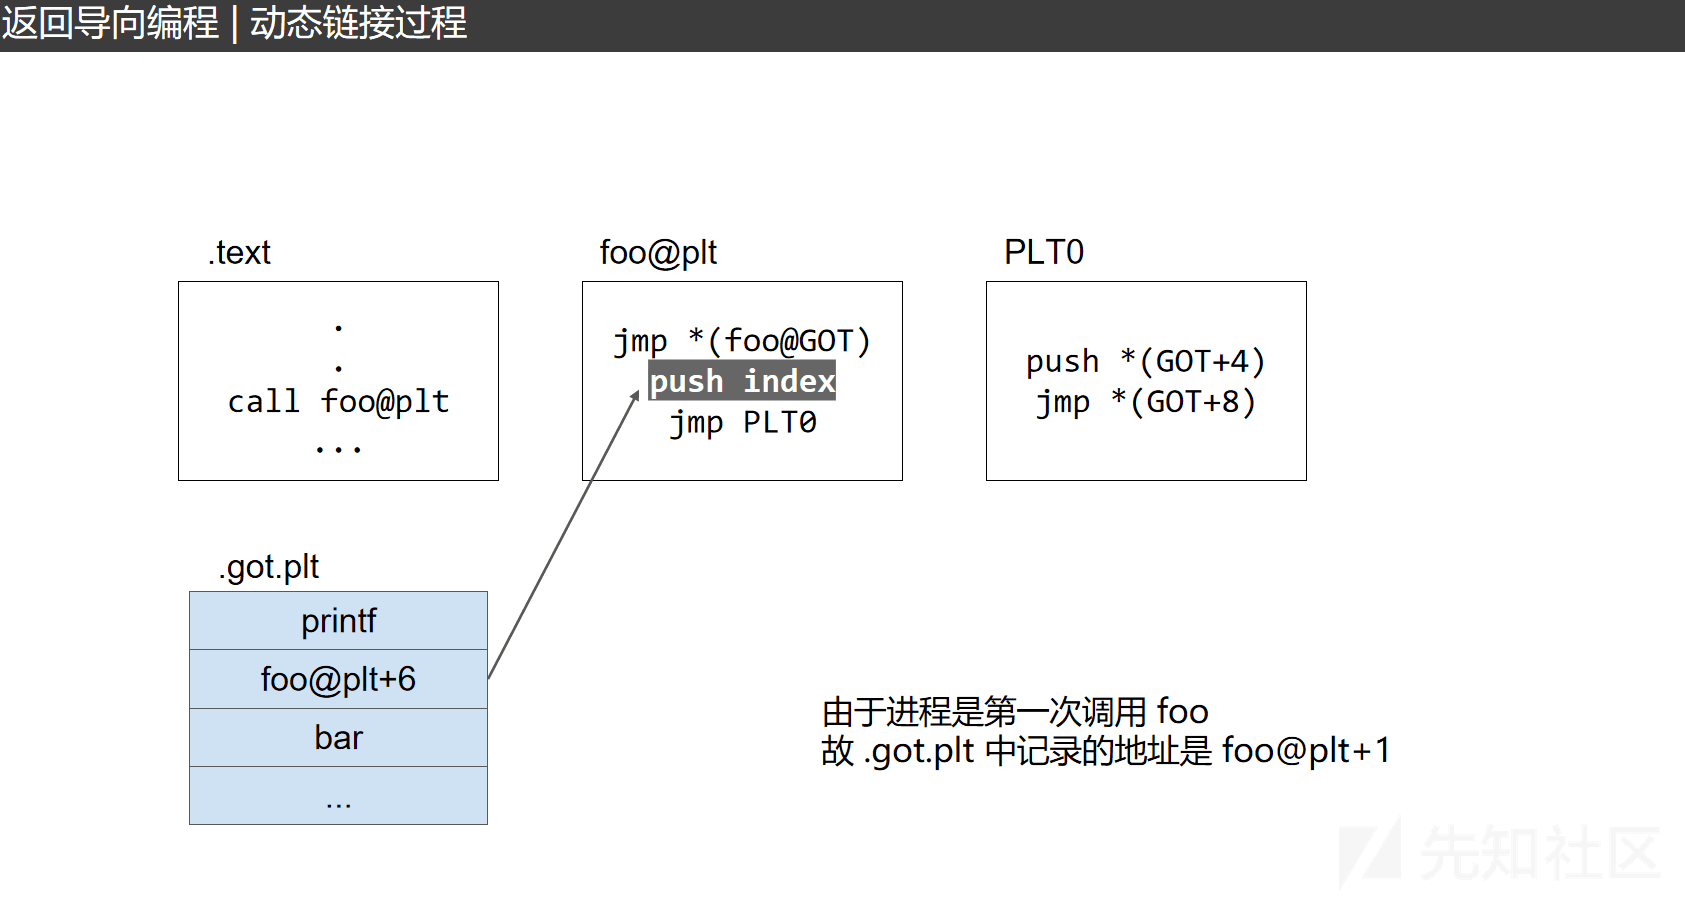 返回导向编程 | 动态链接过程
.text
.
.
call foo@plt
...
foo@plt
jmp *(foo@GOT)
push index
jmp PLT0
PLT0
push *(GOT+4)
jmp *(GOT+8)
.got.plt
printf
foo@plt+6
bar
...
由于进程是第一次调用 foo
故 .got.plt 中记录的地址是 foo@plt+1
先知社区